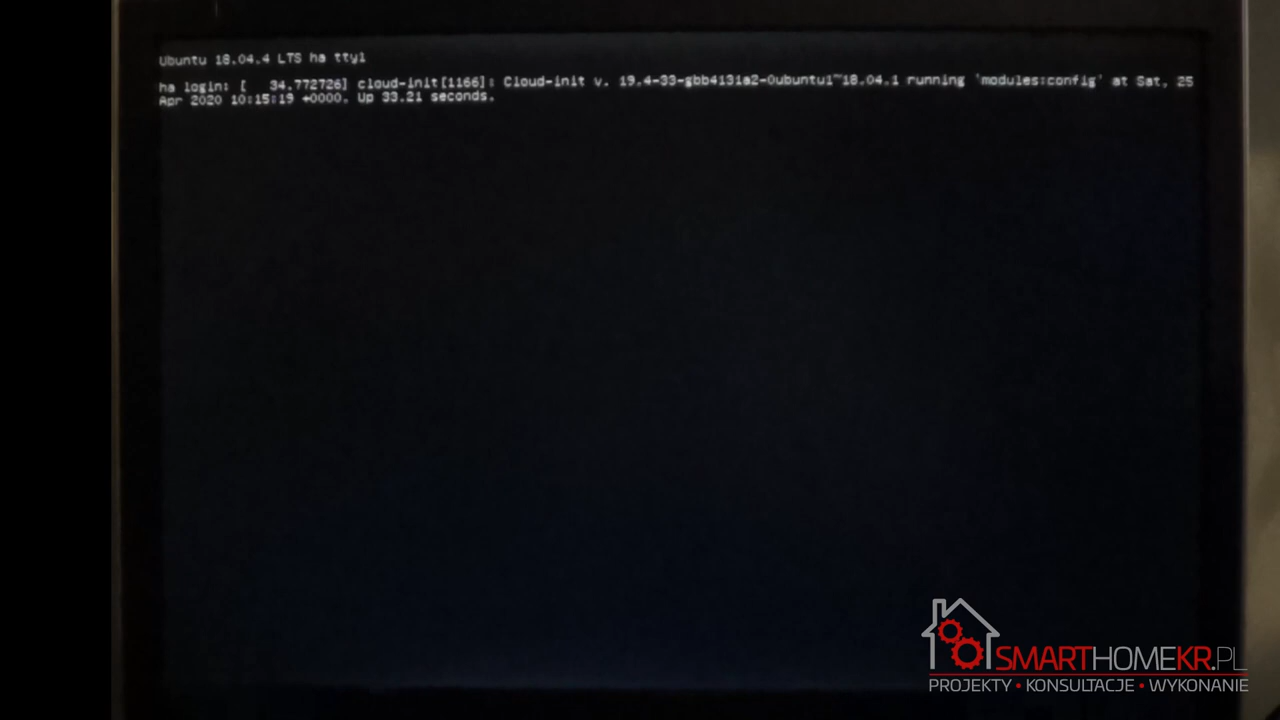 Ubuntu 18.04.4 LTS ha tty1
ha login: [   34.772726] cloud-init[1166]: Cloud-init v. 19.4-33-gbb4131a2-0ubuntu1~18.04.1 running 'modules:config' at Sat, 25
Apr 2020 10:15:19 +0000. Up 33.21 seconds.
SMARTHOMEKR.PL
PROJEKTY • KONSULTACJE • WYKONANIE